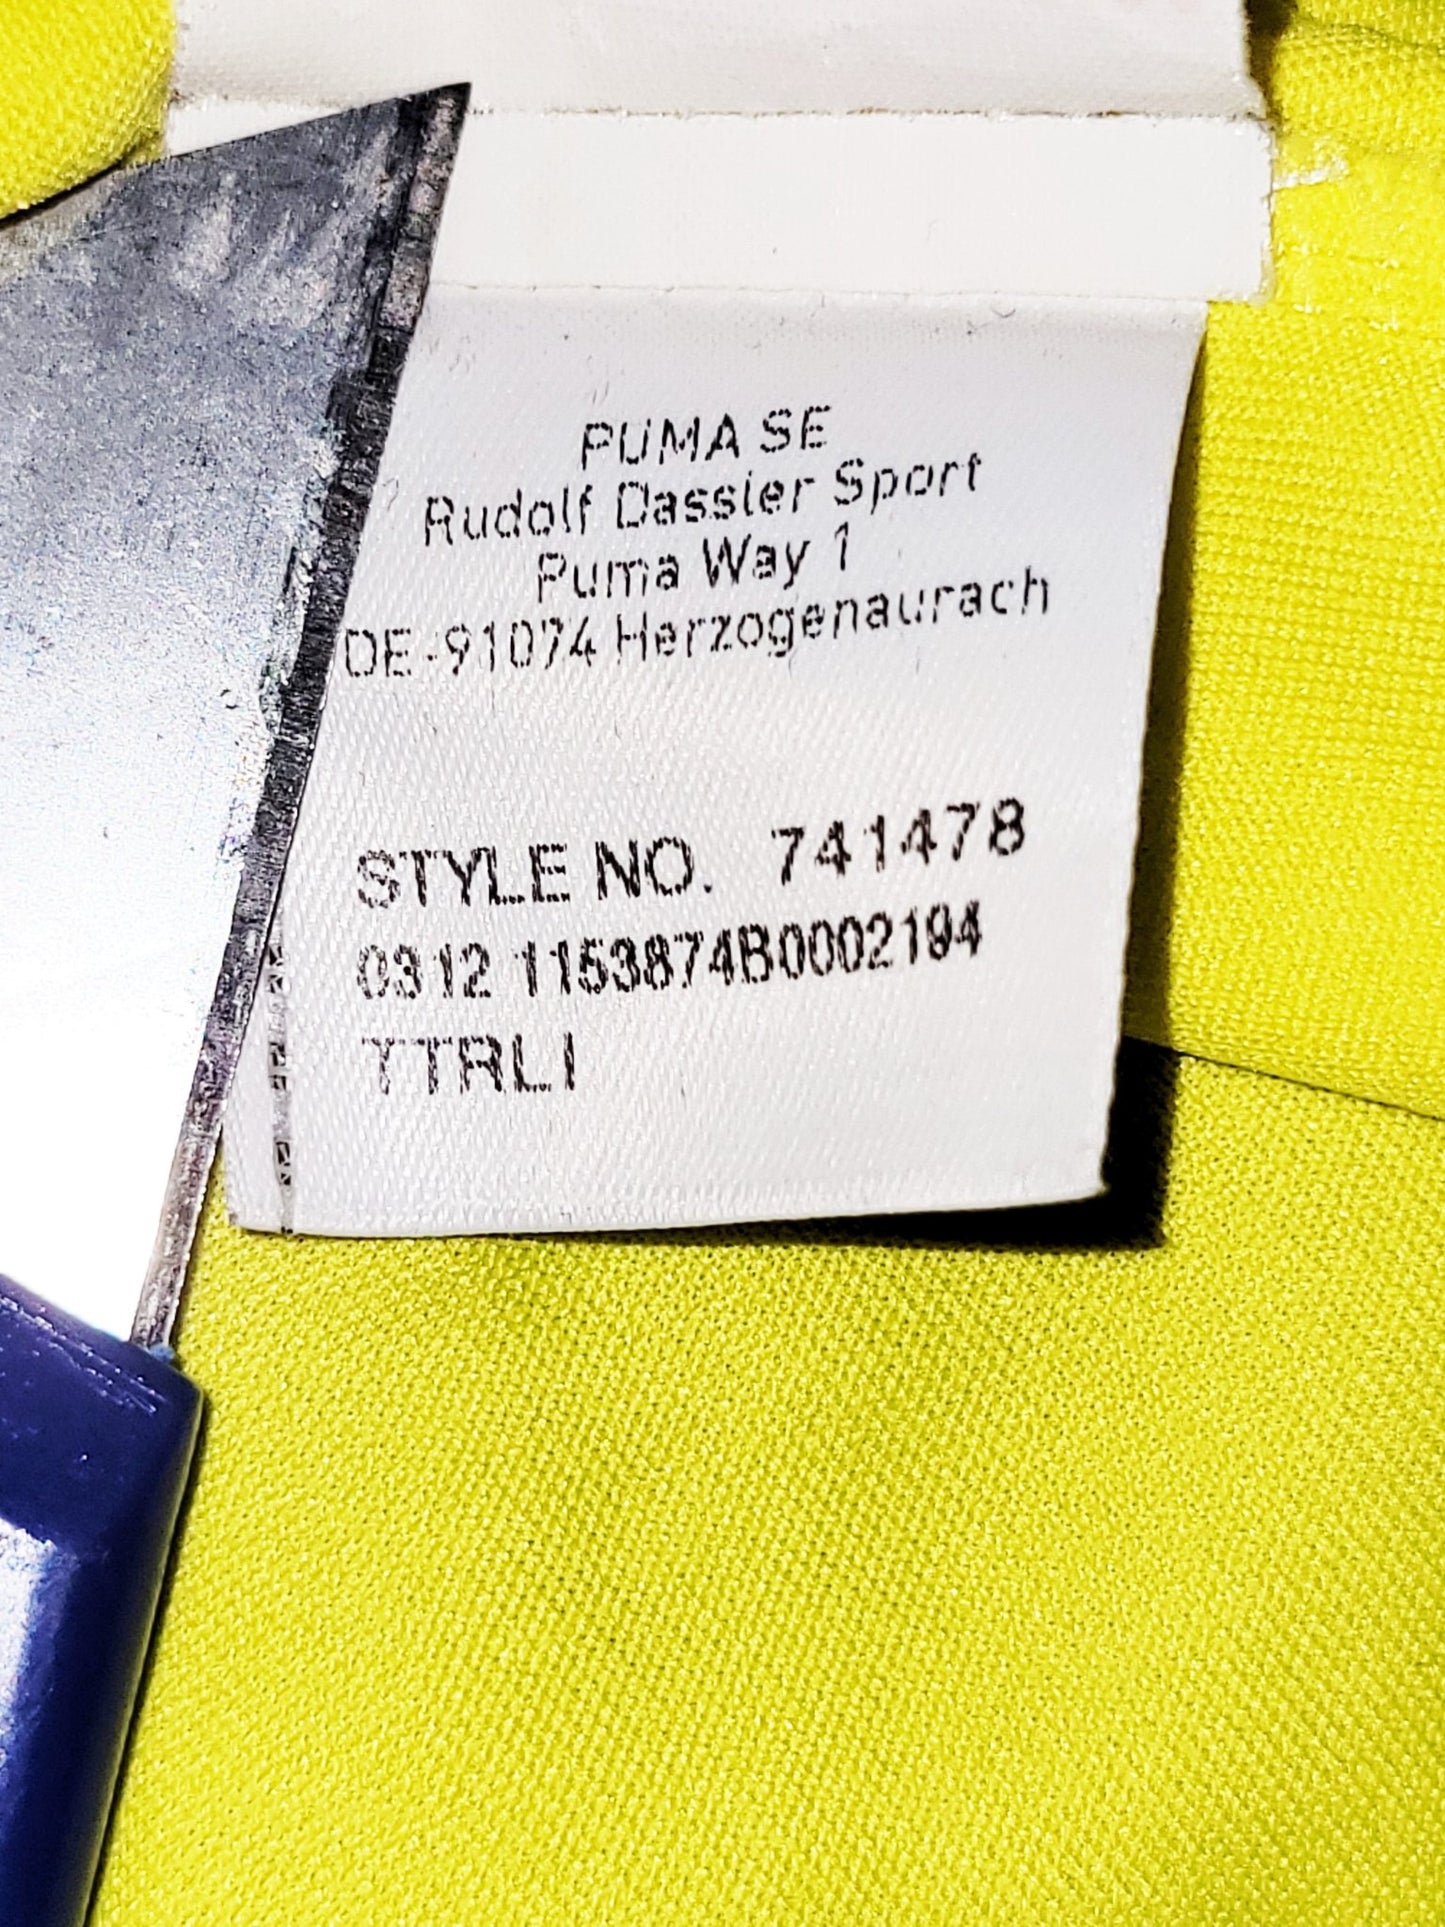 PUMA SE
Rudolf Dassler Sport
Puma Way 1
DE-91074 Herzogenaurach
STYLE NO. 741478
0312 1153874B0002194
TTRLI